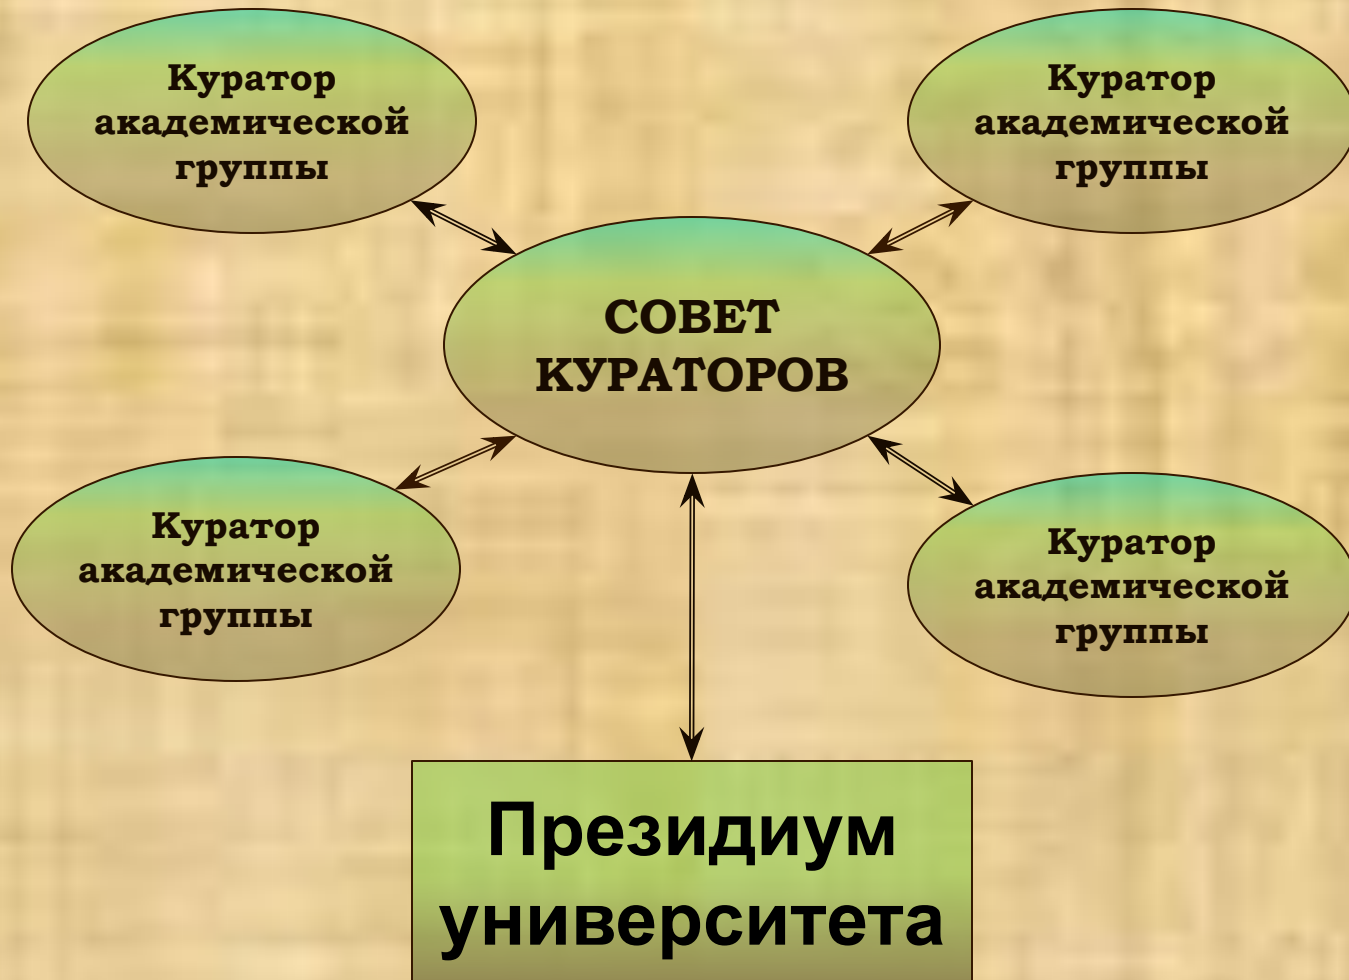 Куратор
академической
группы
Куратор
академической
группы
СОВЕТ
КУРАТОРОВ
Куратор
академической
группы
Куратор
академической
группы
Президиум
университета